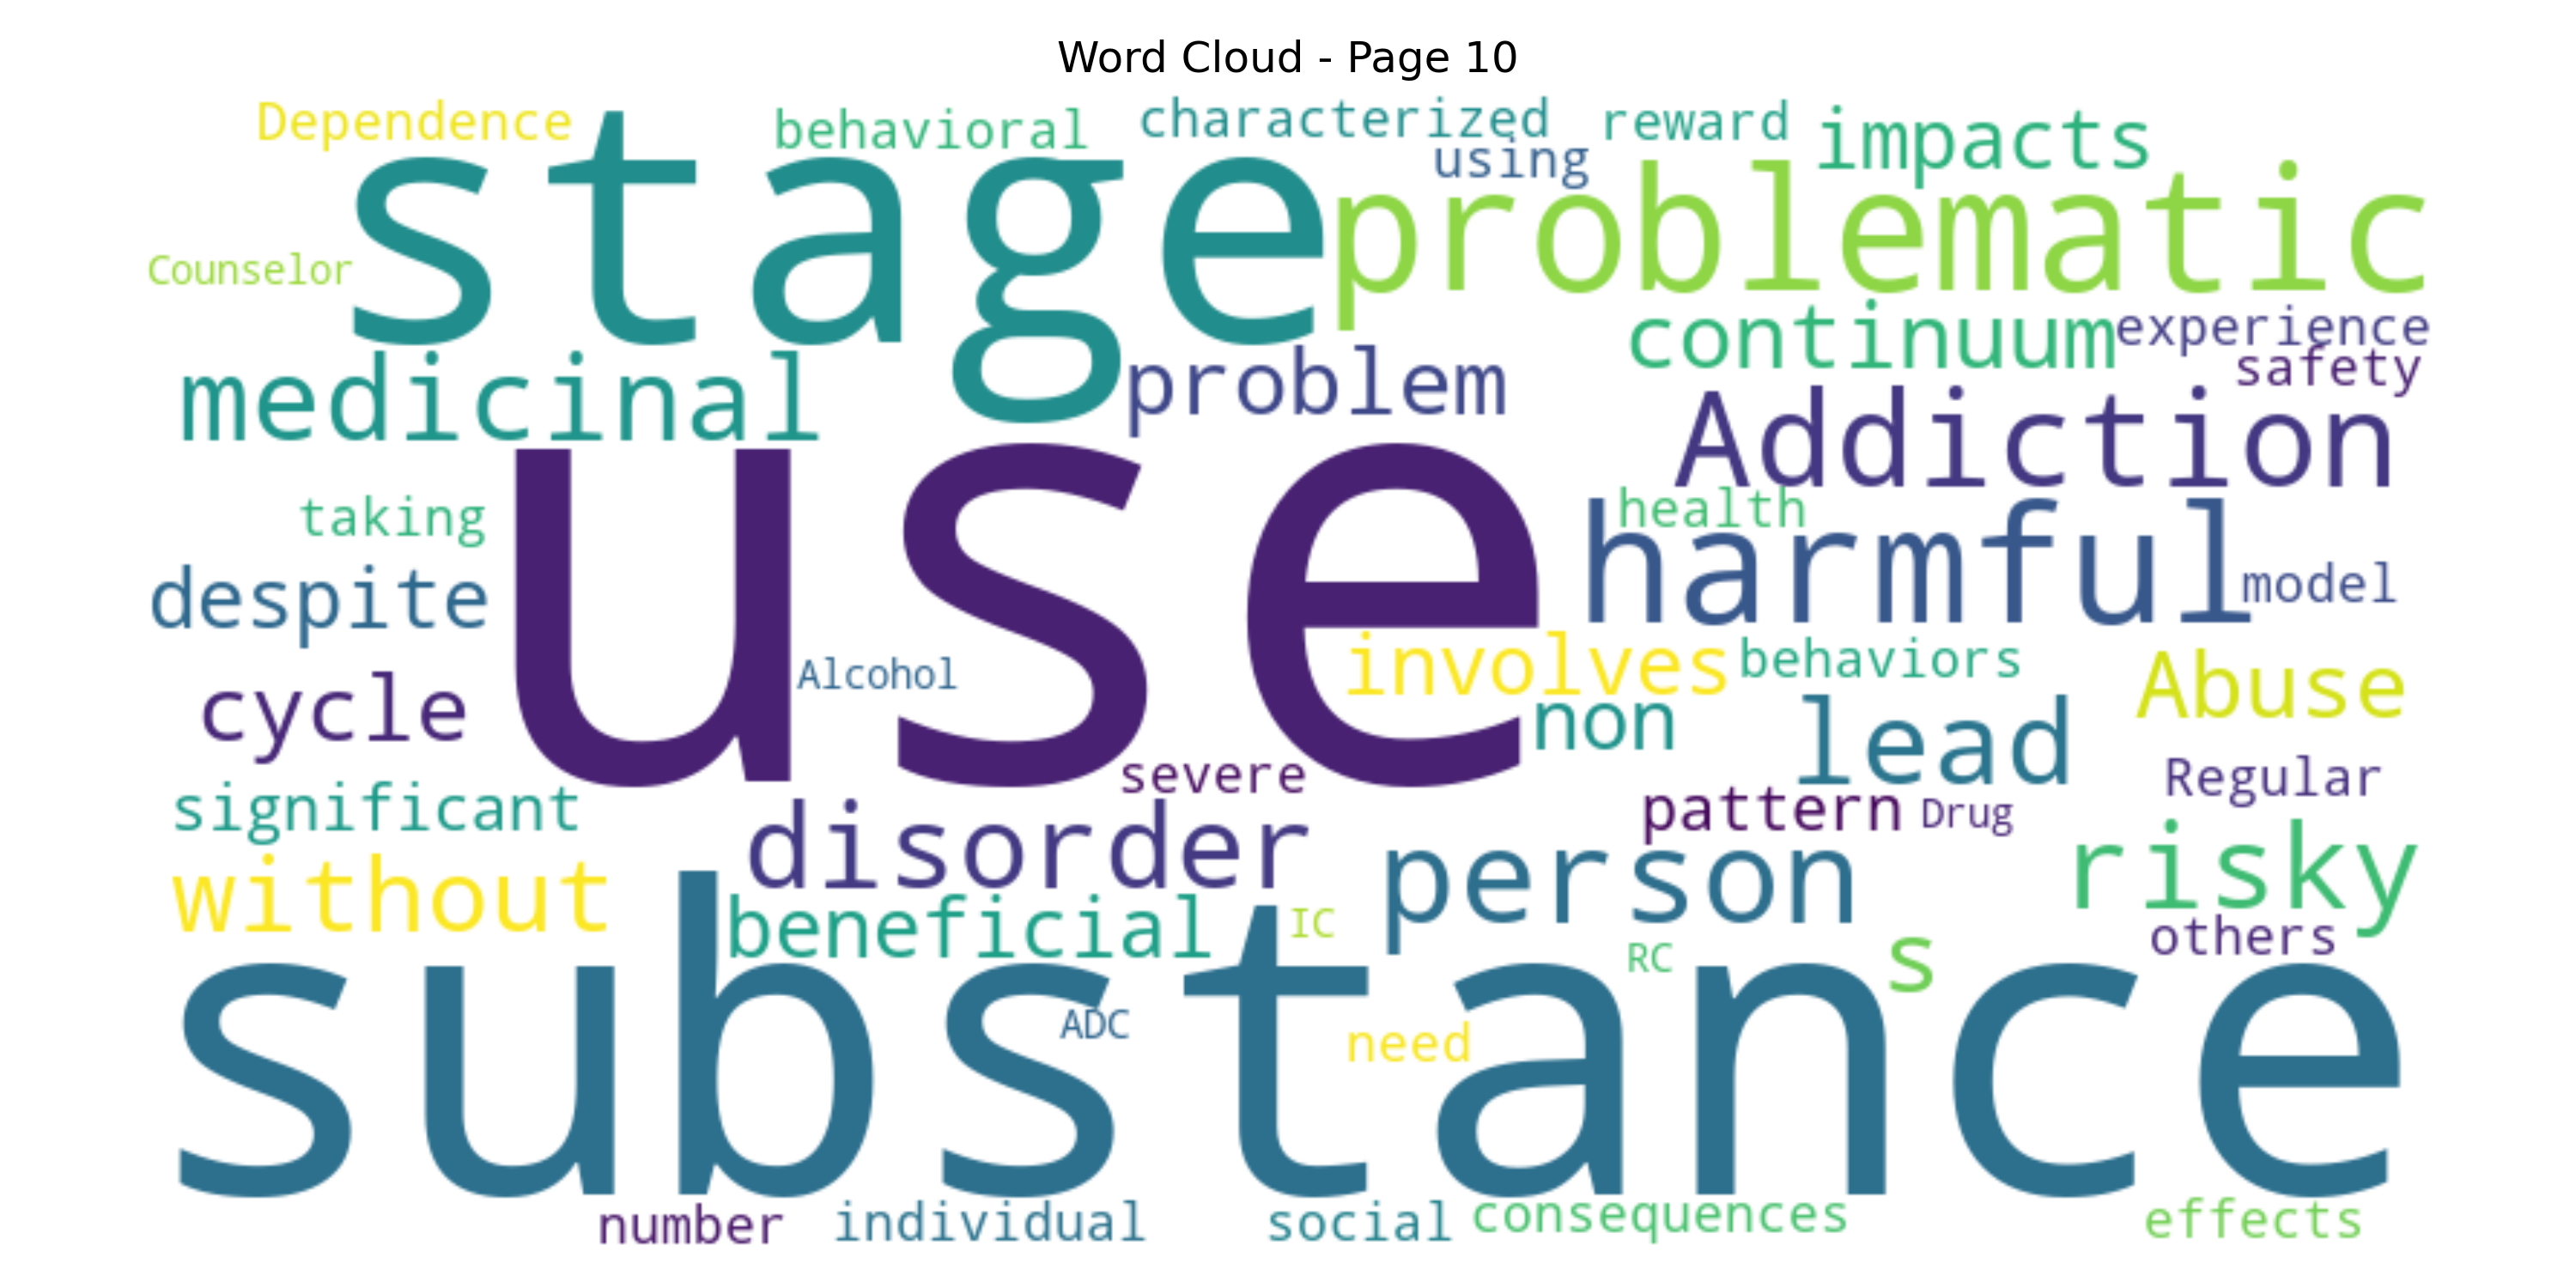 Word Cloud - Page 10
Dependence
behavioral
characterized
reward
impacts
using
stage
problematic
Counselor
continuum
experience
safety
medicinal
problem
Addiction
use
taking
health
harmful
despite
model
involves
behaviors
Alcohol
cycle
non
lead
Abuse
severe
Regular
significant
disorder
pattern
Drug
without
person
risky
beneficial
IC
RC
s
others
substance
ADC
need
number
individual
social
consequences
effects